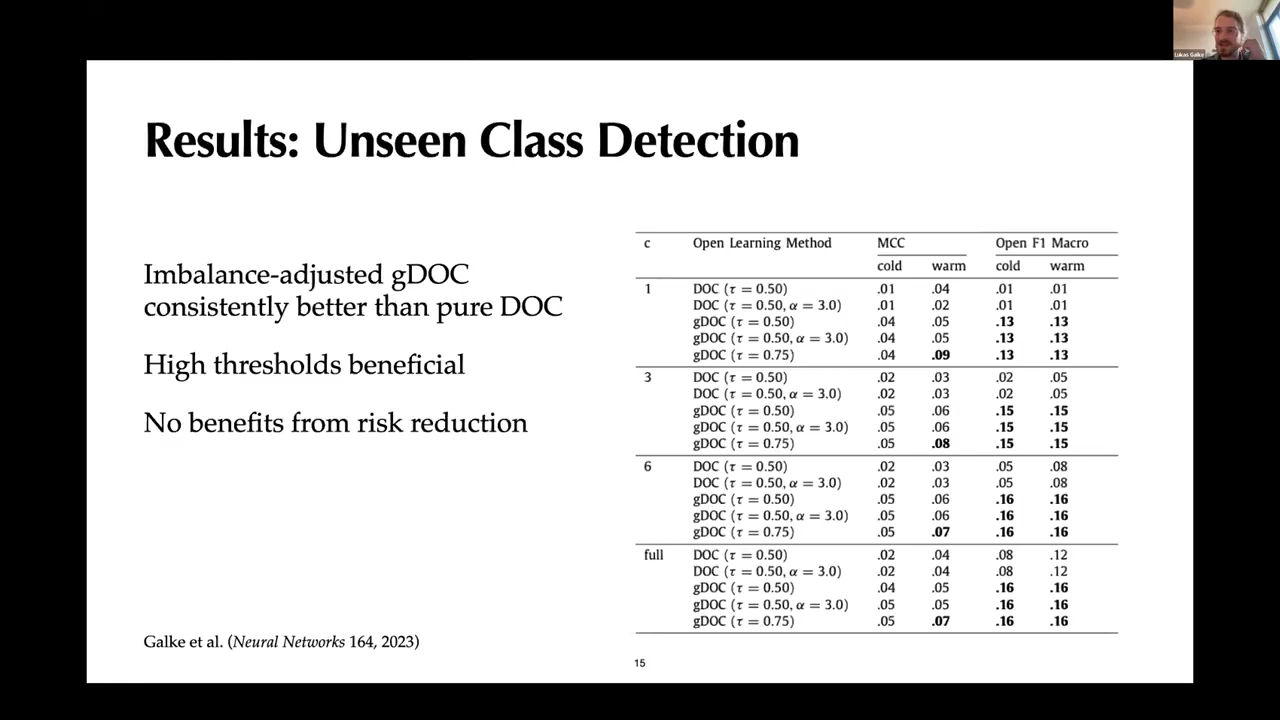 Lukas Galke
Results: Unseen Class Detection
Imbalance-adjusted gDOC
consistently better than pure DOC
High thresholds beneficial
No benefits from risk reduction
c Open Learning Method MCC Open F1 Macro
cold warm cold warm
1 DOC (τ = 0.50) .01 .04 .01 .01
DOC (τ = 0.50, α = 3.0) .01 .02 .01 .01
gDOC (τ = 0.50) .04 .05 .13 .13
gDOC (τ = 0.50, α = 3.0) .04 .05 .13 .13
gDOC (τ = 0.75) .04 .09 .13 .13
3 DOC (τ = 0.50) .02 .03 .02 .05
DOC (τ = 0.50, α = 3.0) .02 .03 .02 .05
gDOC (τ = 0.50) .05 .06 .15 .15
gDOC (τ = 0.50, α = 3.0) .05 .06 .15 .15
gDOC (τ = 0.75) .05 .08 .15 .15
6 DOC (τ = 0.50) .02 .03 .05 .08
DOC (τ = 0.50, α = 3.0) .02 .03 .05 .08
gDOC (τ = 0.50) .05 .06 .16 .16
gDOC (τ = 0.50, α = 3.0) .05 .06 .16 .16
gDOC (τ = 0.75) .05 .07 .16 .16
full DOC (τ = 0.50) .02 .04 .08 .12
DOC (τ = 0.50, α = 3.0) .02 .04 .08 .12
gDOC (τ = 0.50) .04 .05 .16 .16
gDOC (τ = 0.50, α = 3.0) .05 .05 .16 .16
gDOC (τ = 0.75) .05 .07 .16 .16
Galke et al. (Neural Networks 164, 2023)
15